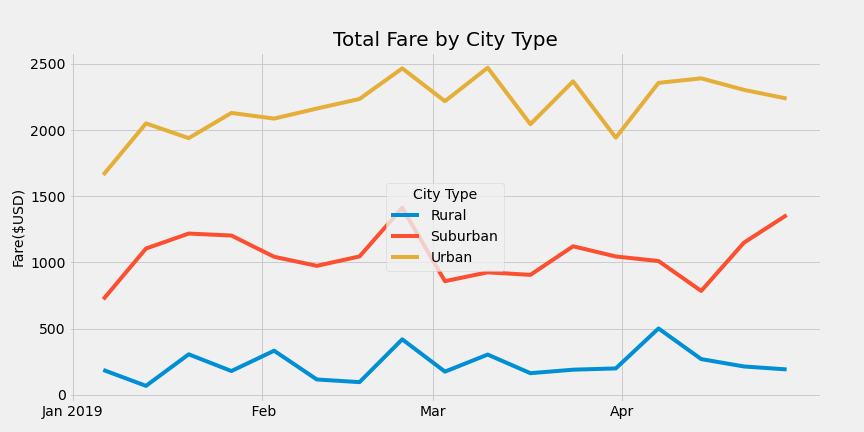 Total Fare by City Type
Fare($USD)
2500
2000
1500
1000
500
0
City Type
Rural
Suburban
Urban
Jan 2019 Feb Mar Apr